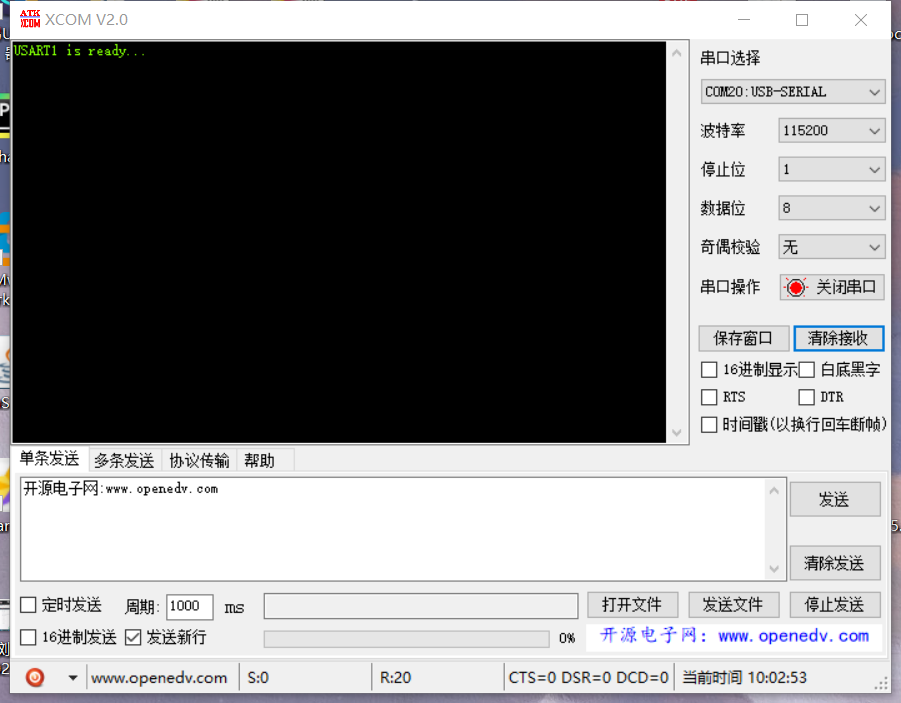 ATK
XCOM XCOM V2.0
USART1 is ready...
串口选择
COM20:USB-SERIAL
波特率 115200
停止位 1
数据位 8
奇偶校验 无
串口操作 关闭串口
保存窗口 清除接收
16进制显示 白底黑字
RTS DTR
时间戳(以换行回车断帧)
单条发送 多条发送 协议传输 帮助
开源电子网:www.openedv.com
发送
清除发送
定时发送 周期: 1000 ms 打开文件 发送文件 停止发送
16进制发送 发送新行 0% 开源电子网：www.openedv.com
www.openedv.com S:0 R:20 CTS=0 DSR=0 DCD=0 当前时间 10:02:53